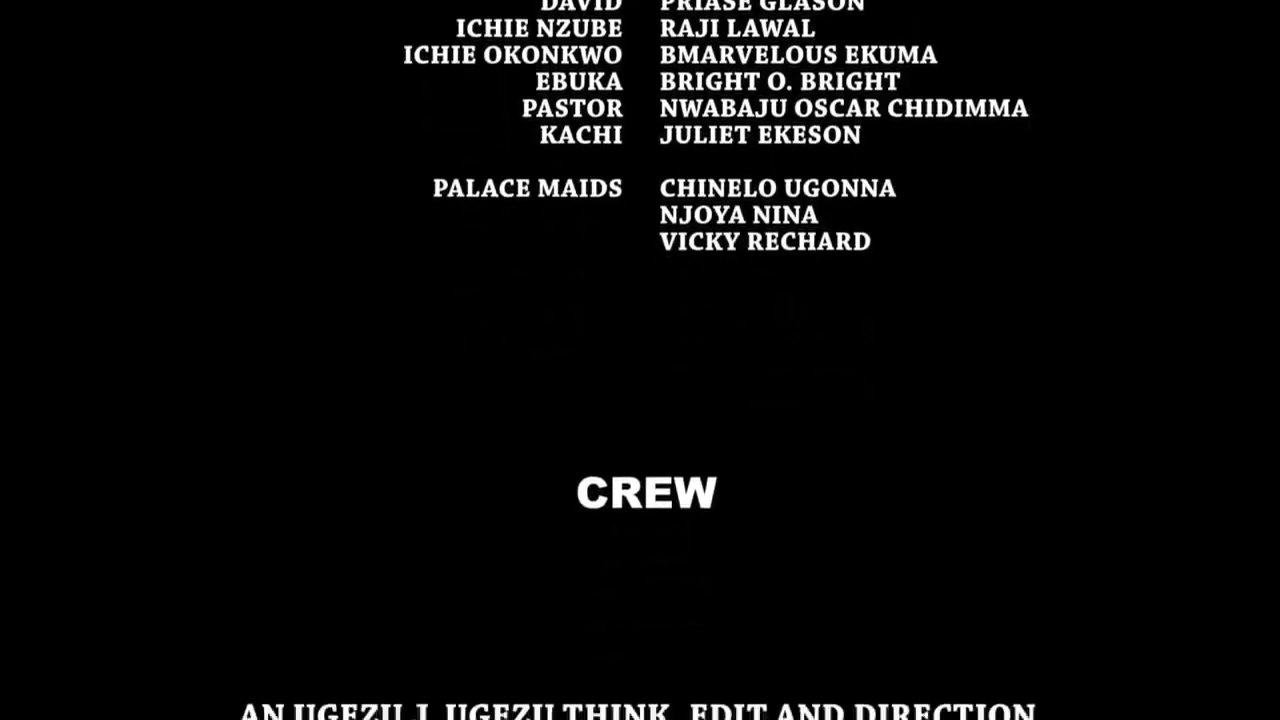 DAVID PRIASE GLASON
ICHIE NZUBE RAJI LAWAL
ICHIE OKONKWO BMARVELOUS EKUMA
EBUKA BRIGHT O. BRIGHT
PASTOR NWABAJU OSCAR CHIDIMMA
KACHI JULIET EKESON
PALACE MAIDS CHINELO UGONNA
NJOYA NINA
VICKY RECHARD
CREW
AN UGEZU J. UGEZU THINK, EDIT AND DIRECTION